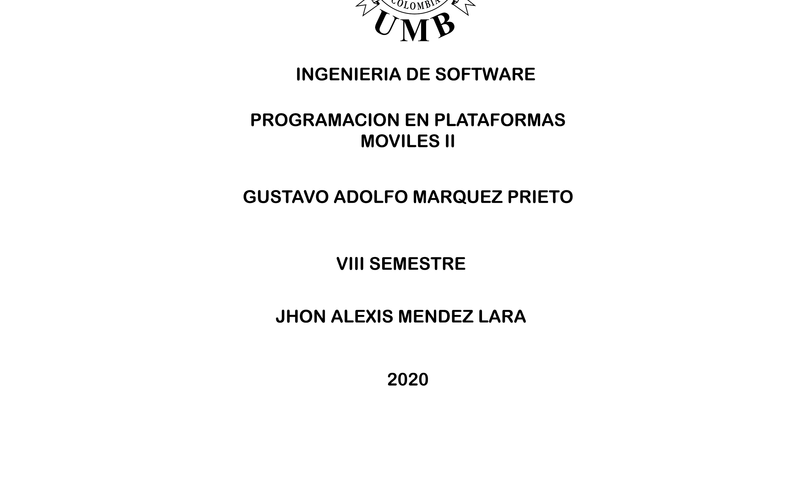 COLOMBIA
UMB
INGENIERIA DE SOFTWARE
PROGRAMACION EN PLATAFORMAS
MOVILES II
GUSTAVO ADOLFO MARQUEZ PRIETO
VIII SEMESTRE
JHON ALEXIS MENDEZ LARA
2020